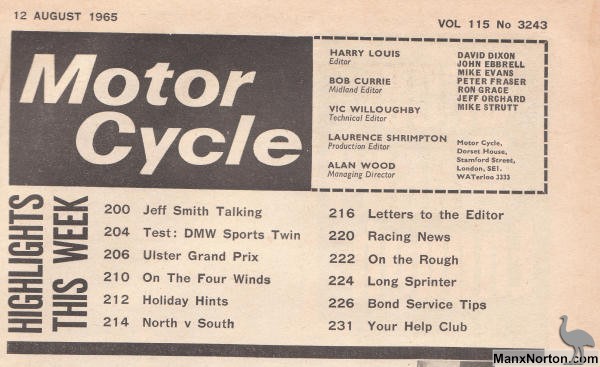 12 AUGUST 1965
VOL 115 No 3243
Motor
Cycle
HARRY LOUIS
Editor
BOB CURRIE
Midland Editor
VIC WILLOUGHBY
Technical Editor
LAURENCE SHRIMPTON
Production Editor
ALAN WOOD
Managing Director
DAVID DIXON
JOHN EBBRELL
MIKE EVANS
PETER FRASER
RON GRACE
JEFF ORCHARD
MIKE STRUTT
Motor Cycle,
Dorset House,
Stamford Street,
London, SE1.
WATerloo 3333
HIGHLIGHTS
THIS WEEK
200 Jeff Smith Talking
204 Test: DMW Sports Twin
206 Ulster Grand Prix
210 On The Four Winds
212 Holiday Hints
214 North v South
216 Letters to the Editor
220 Racing News
222 On the Rough
224 Long Sprinter
226 Bond Service Tips
231 Your Help Club
ManxNorton.com